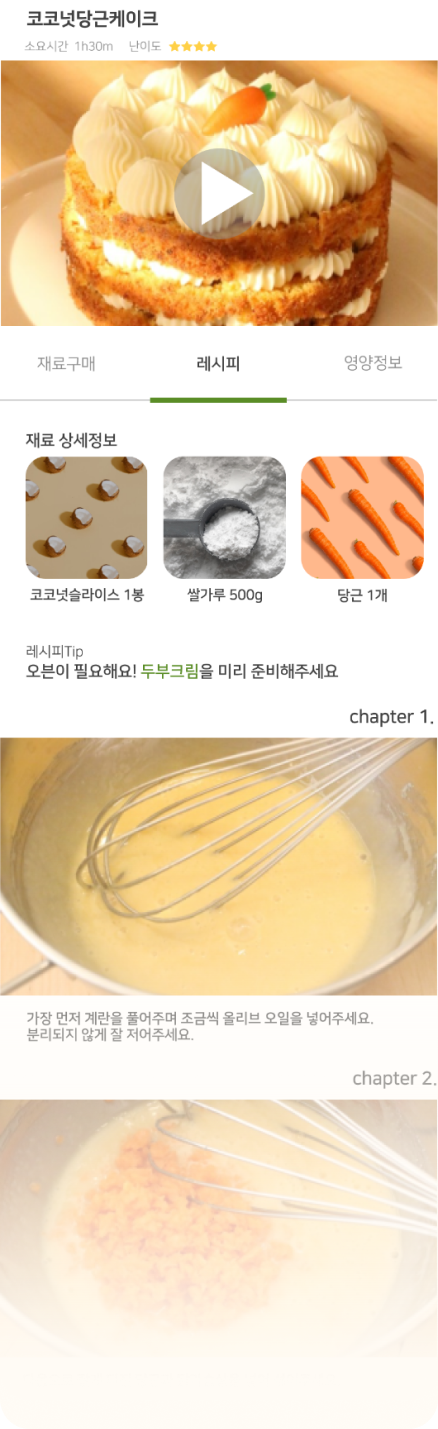 코코넛당근케이크
소요시간 1h30m 난이도 ★★★★
재료구매 레시피 영양정보
재료 상세정보
코코넛슬라이스 1봉 쌀가루 500g 당근 1개
레시피Tip
오븐이 필요해요! 두부크림을 미리 준비해주세요
chapter 1.
가장 먼저 계란을 풀어주며 조금씩 올리브 오일을 넣어주세요.
분리되지 않게 잘 저어주세요.
chapter 2.